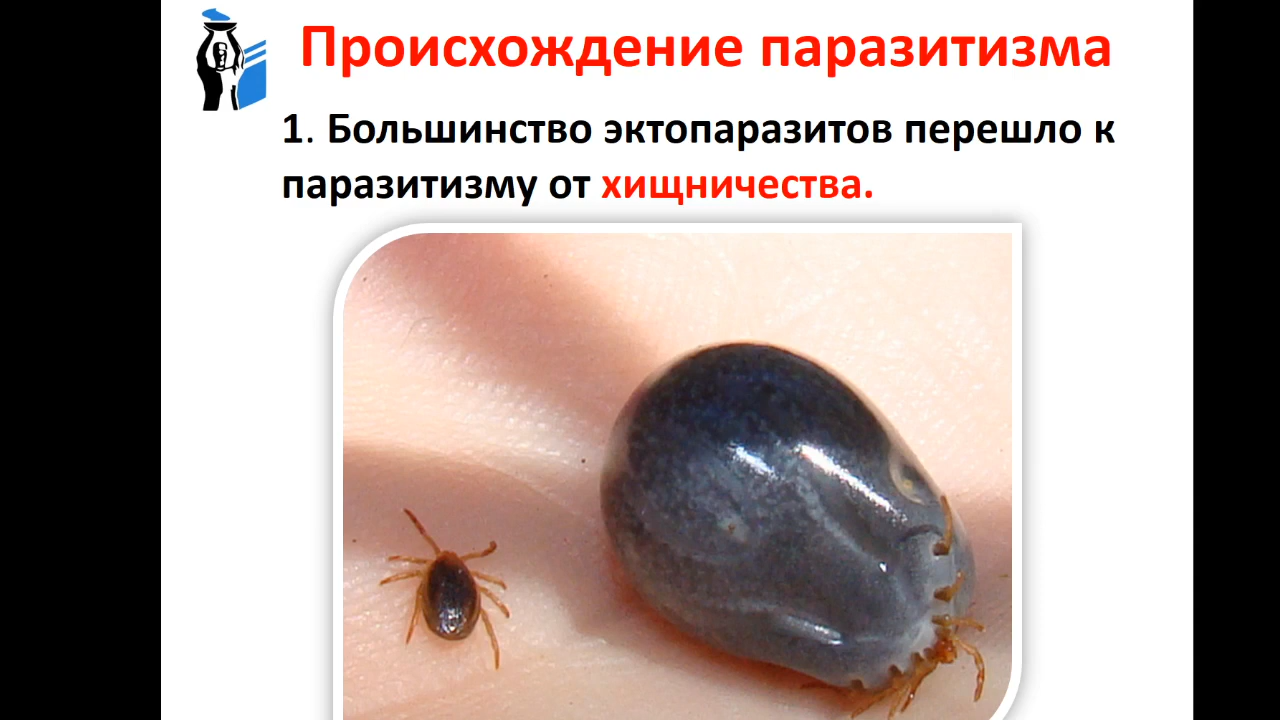 Происхождение паразитизма
1. Большинство эктопаразитов перешло к
паразитизму от хищничества.